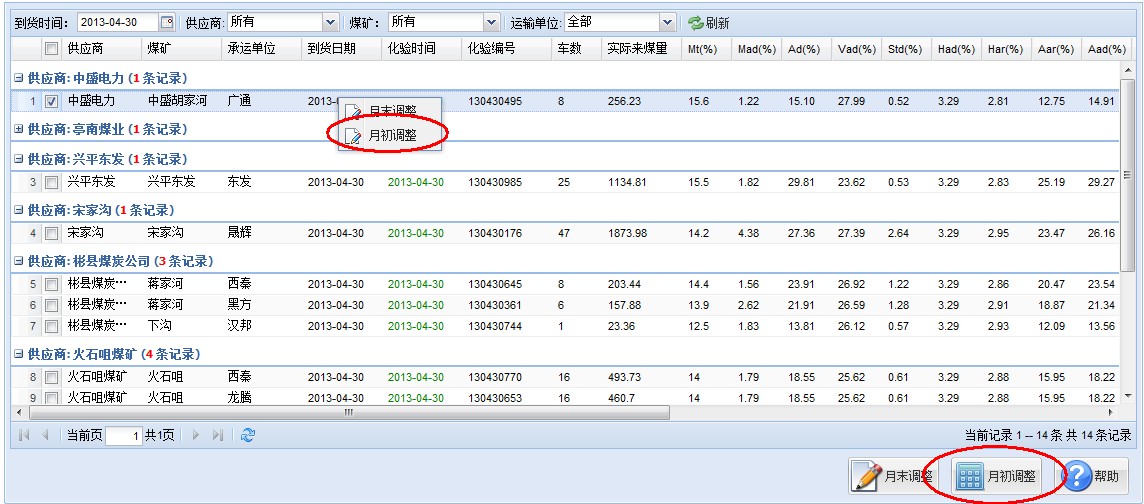 到货时间: 2013-04-30 供应商: 所有 煤矿: 所有 运输单位: 全部 刷新
供应商 煤矿 承运单位 到货日期 化验时间 化验编号 车数 实际来煤量 Mt(%) Mad(%) Ad(%) Vad(%) Std(%) Had(%) Har(%) Aar(%) Aad(%)
供应商: 中盛电力 (1 条记录)
1 中盛电力 中盛胡家河 广通 2013- 130430495 8 256.23 15.6 1.22 15.10 27.99 0.52 3.29 2.81 12.75 14.91
月末调整
月初调整
供应商: 亭南煤业 (1 条记录)
供应商: 兴平东发 (1 条记录)
3 兴平东发 兴平东发 东发 2013-04-30 2013-04-30 130430985 25 1134.81 15.5 1.82 29.81 23.62 0.53 3.29 2.83 25.19 29.27
供应商: 宋家沟 (1 条记录)
4 宋家沟 宋家沟 晟辉 2013-04-30 2013-04-30 130430176 47 1873.98 14.2 4.38 27.36 27.39 2.64 3.29 2.95 23.47 26.16
供应商: 彬县煤炭公司 (3 条记录)
5 彬县煤炭… 蒋家河 西秦 2013-04-30 2013-04-30 130430645 8 203.44 14.4 1.56 23.91 26.92 1.22 3.29 2.86 20.47 23.54
6 彬县煤炭… 蒋家河 黑方 2013-04-30 2013-04-30 130430361 6 157.88 13.9 2.62 21.91 26.59 1.28 3.29 2.91 18.87 21.34
7 彬县煤炭… 下沟 汉邦 2013-04-30 2013-04-30 130430744 1 23.36 12.5 1.83 13.81 26.12 0.57 3.29 2.93 12.09 13.56
供应商: 火石咀煤矿 (4 条记录)
8 火石咀煤矿 火石咀 西秦 2013-04-30 2013-04-30 130430770 16 493.73 14 1.79 18.55 25.62 0.61 3.29 2.88 15.95 18.22
9 火石咀煤矿 火石咀 龙腾 2013-04-30 2013-04-30 130430653 16 460.7 14 1.79 18.55 25.62 0.61 3.29 2.88 15.95 18.22
当前页 1 共1页 当前记录 1 -- 14 条 共 14 条记录
月末调整 月初调整 帮助